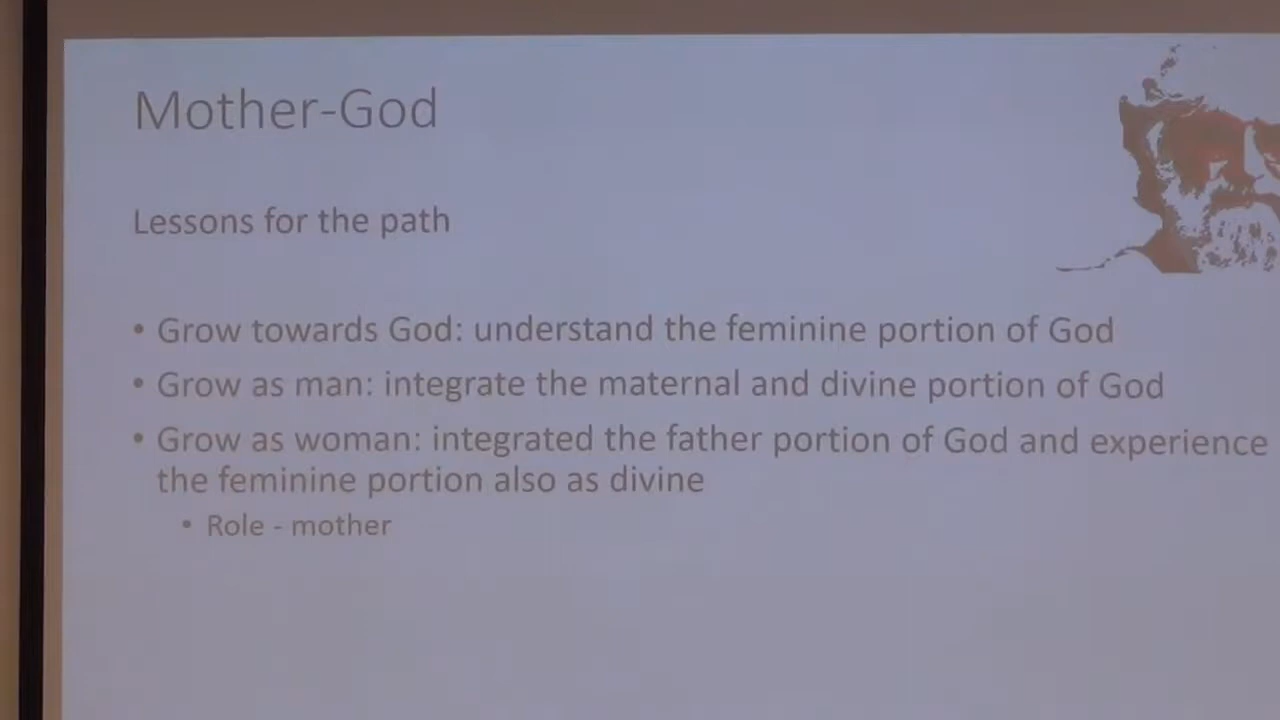 Mother-God
Lessons for the path
• Grow towards God: understand the feminine portion of God
• Grow as man: integrate the maternal and divine portion of God
• Grow as woman: integrated the father portion of God and experience
the feminine portion also as divine
• Role - mother